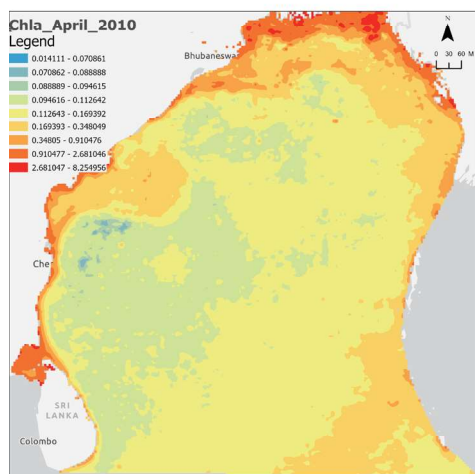 Chla_April_2010
Legend
0.014111 - 0.070861
0.070862 - 0.088888
0.088889 - 0.094615
0.094616 - 0.112642
0.112643 - 0.169392
0.169393 - 0.348049
0.34805 - 0.910476
0.910477 - 2.681046
2.681047 - 8.254956
N
0 30 60 M
Bhubaneswa
Che
SRI
LANKA
Colombo